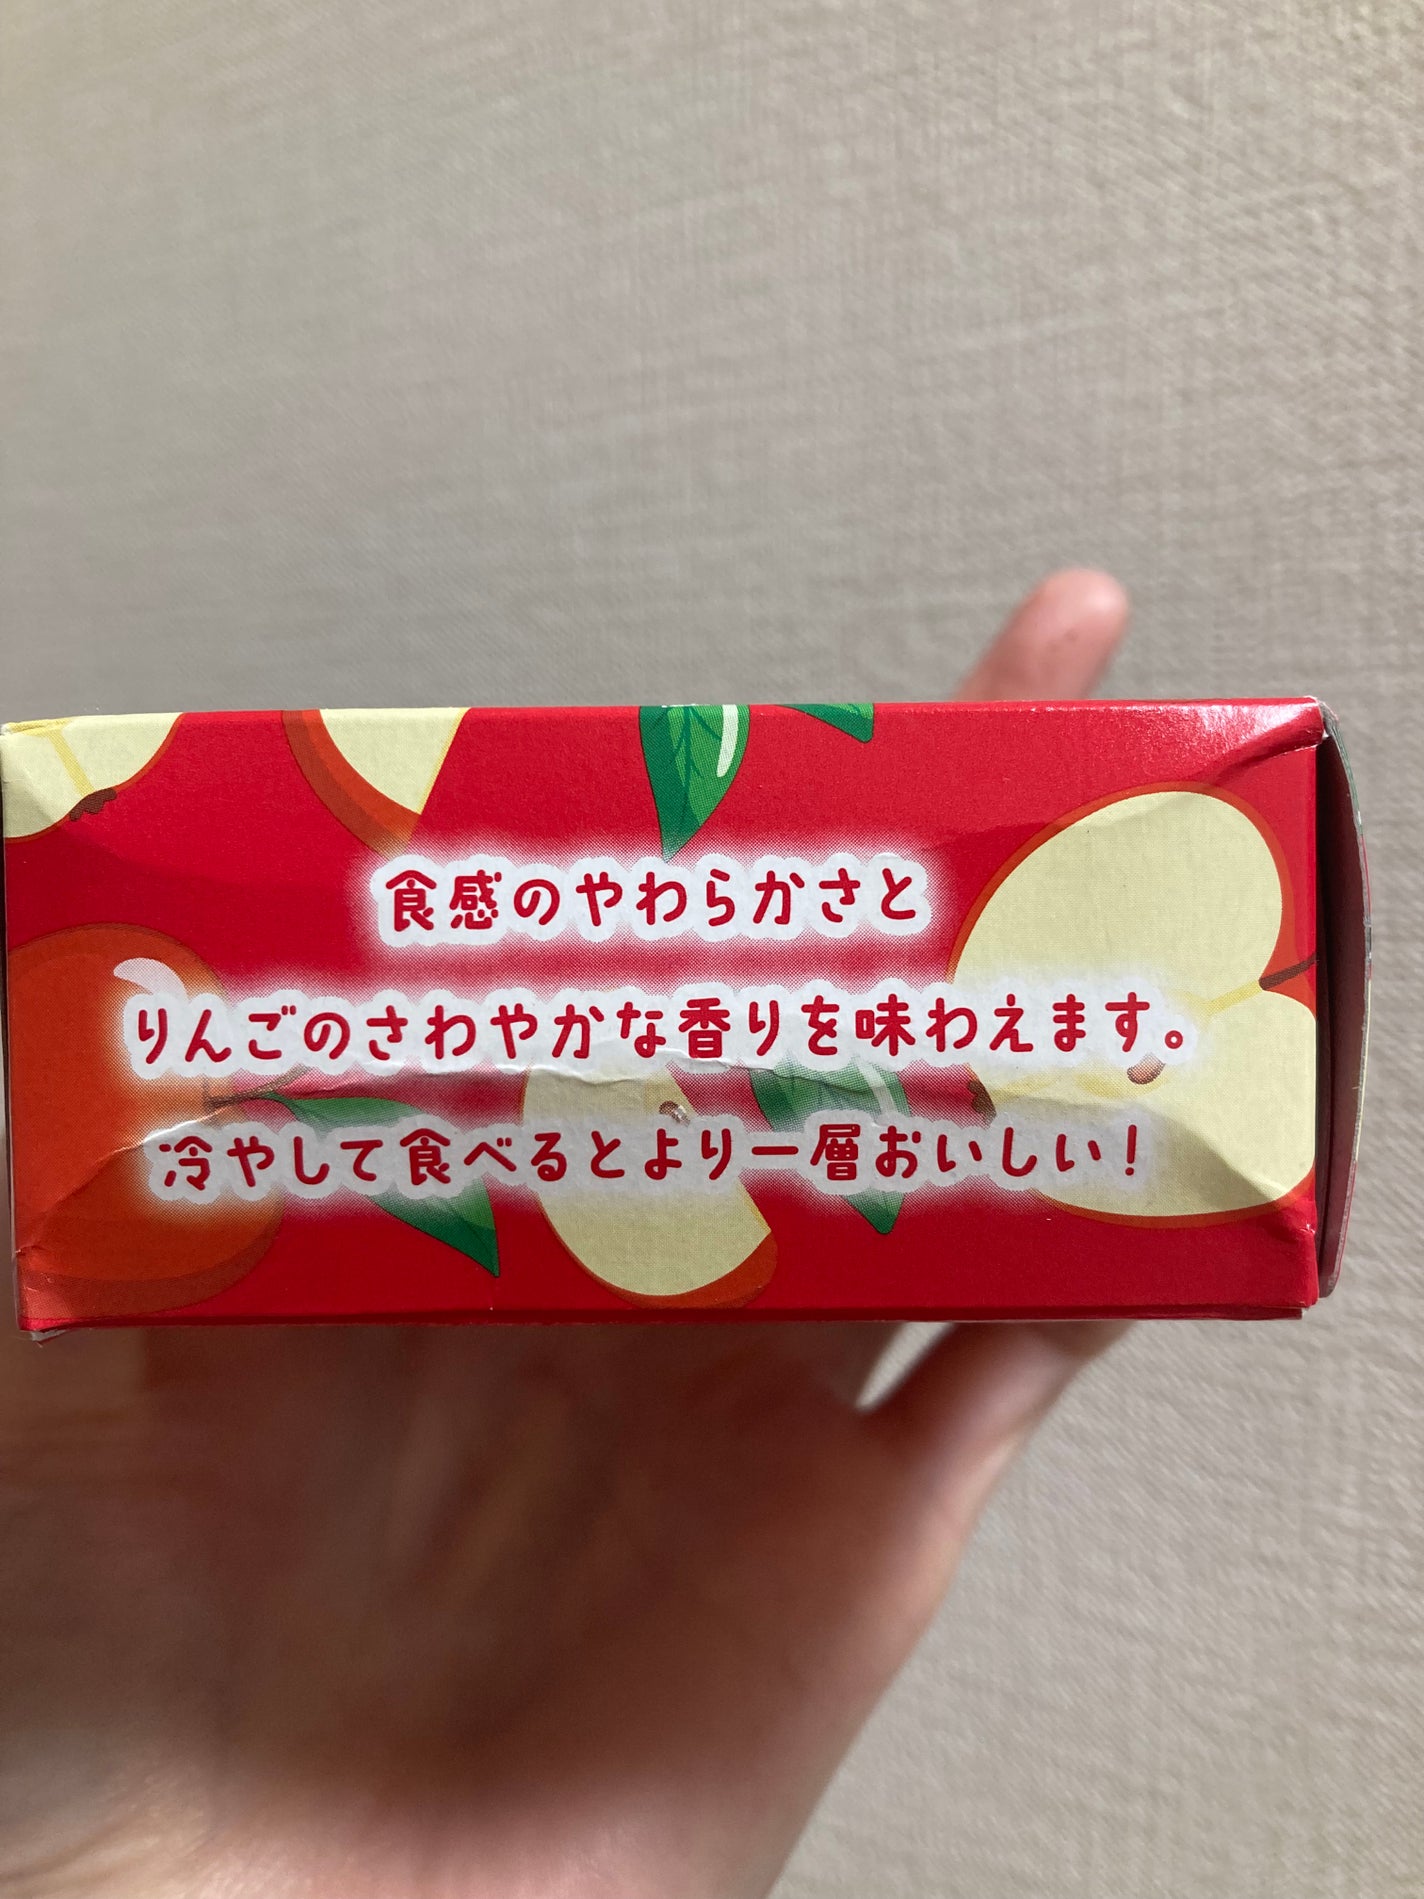 食感のやわらかさと
りんごのさわやかな香りを味わえます。
冷やして食べるとより一層おいしい！